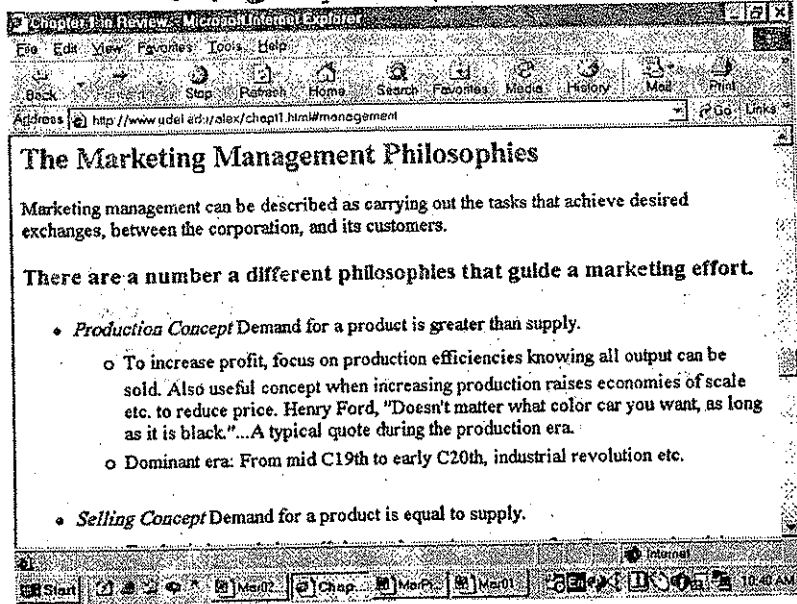 Chapter 1 in Review - Microsoft Internet Explorer
File Edit View Favorites Tools Help
Back Stop Refresh Home Search Favorites Media History Mail Print
Address http://www.udel.edu/alex/chapt1.html#management Go Links
The Marketing Management Philosophies
Marketing management can be described as carrying out the tasks that achieve desired
exchanges, between the corporation, and its customers.
There are a number a different philosophies that guide a marketing effort.
• Production Concept Demand for a product is greater than supply.
o To increase profit, focus on production efficiencies knowing all output can be
sold. Also useful concept when increasing production raises economies of scale
etc. to reduce price. Henry Ford, "Doesn't matter what color car you want, as long
as it is black."...A typical quote during the production era.
o Dominant era: From mid C19th to early C20th, industrial revolution etc.
• Selling Concept Demand for a product is equal to supply.
Internet
Start Mar02 Chap... MarPr... Mar01 En 10:40 AM